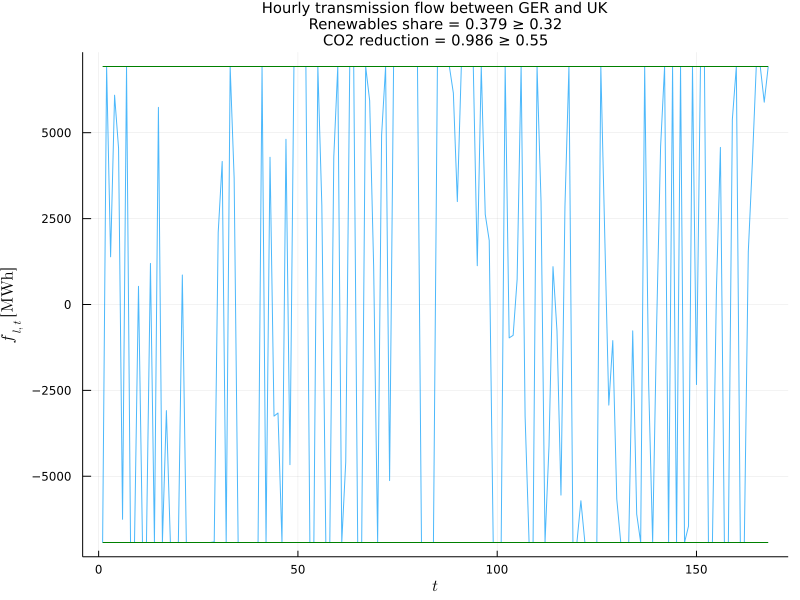 Hourly transmission flow between GER and UK
Renewables share = 0.379 ≥ 0.32
CO2 reduction = 0.986 ≥ 0.55
5000
2500
0
−2500
−5000
f_{l,t} [MWh]
0 50 100 150
t